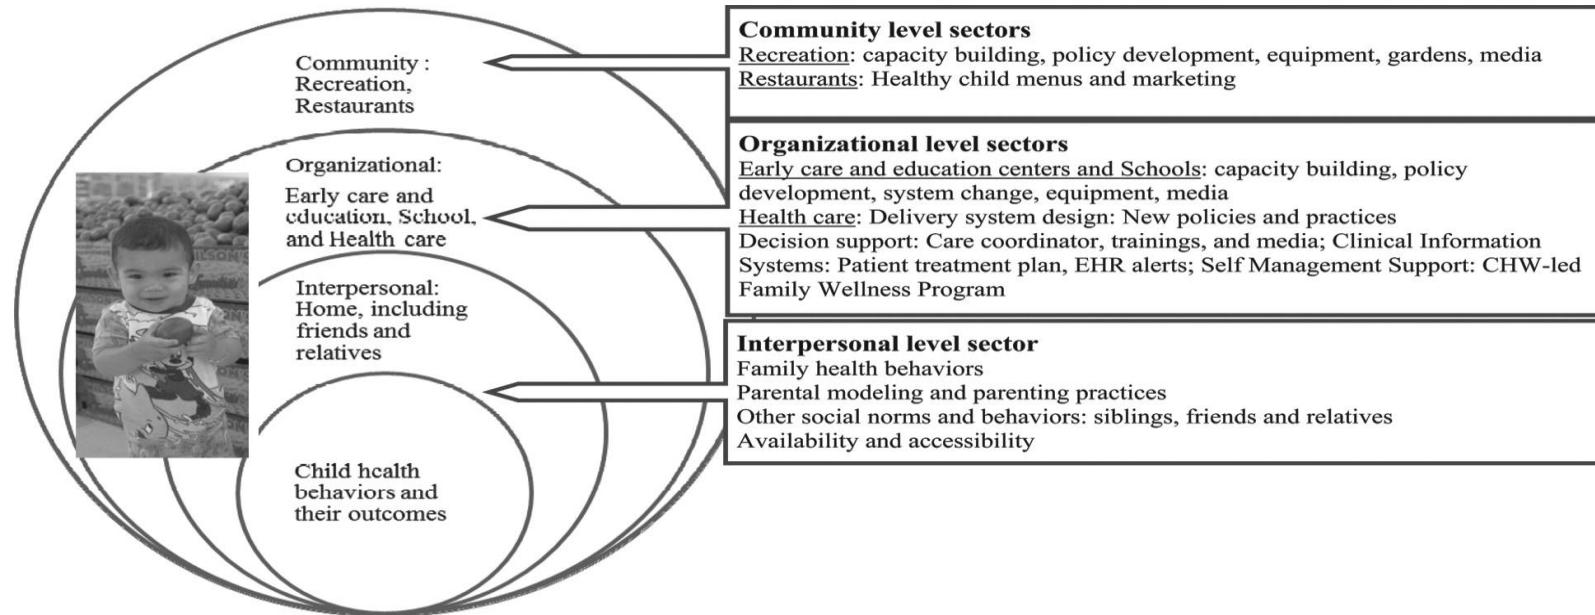 Community :
Recreation,
Restaurants
Organizational:
Early care and
education, School,
and Health care
Interpersonal:
Home, including
friends and
relatives
Child health
behaviors and
their outcomes
Community level sectors
Recreation: capacity building, policy development, equipment, gardens, media
Restaurants: Healthy child menus and marketing
Organizational level sectors
Early care and education centers and Schools: capacity building, policy
development, system change, equipment, media
Health care: Delivery system design: New policies and practices
Decision support: Care coordinator, trainings, and media; Clinical Information
Systems: Patient treatment plan, EHR alerts; Self Management Support: CHW-led
Family Wellness Program
Interpersonal level sector
Family health behaviors
Parental modeling and parenting practices
Other social norms and behaviors: siblings, friends and relatives
Availability and accessibility